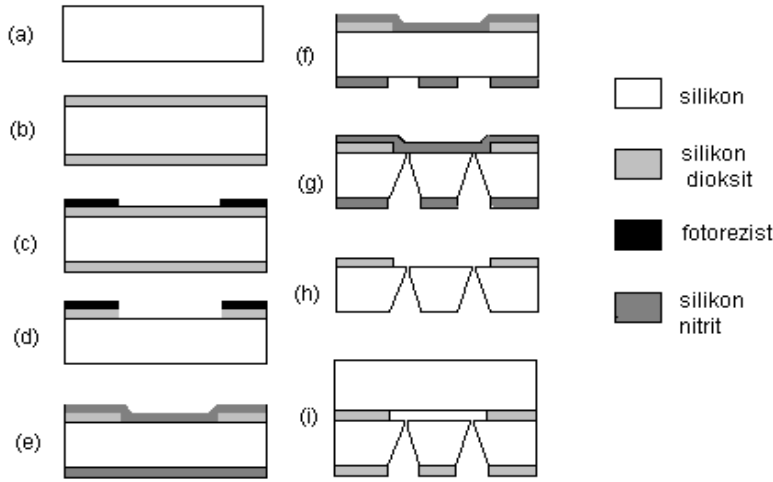 (a)
(b)
(c)
(d)
(e)
(f)
(g)
(h)
(i)
silikon
silikon
dioksit
fotorezist
silikon
nitrit